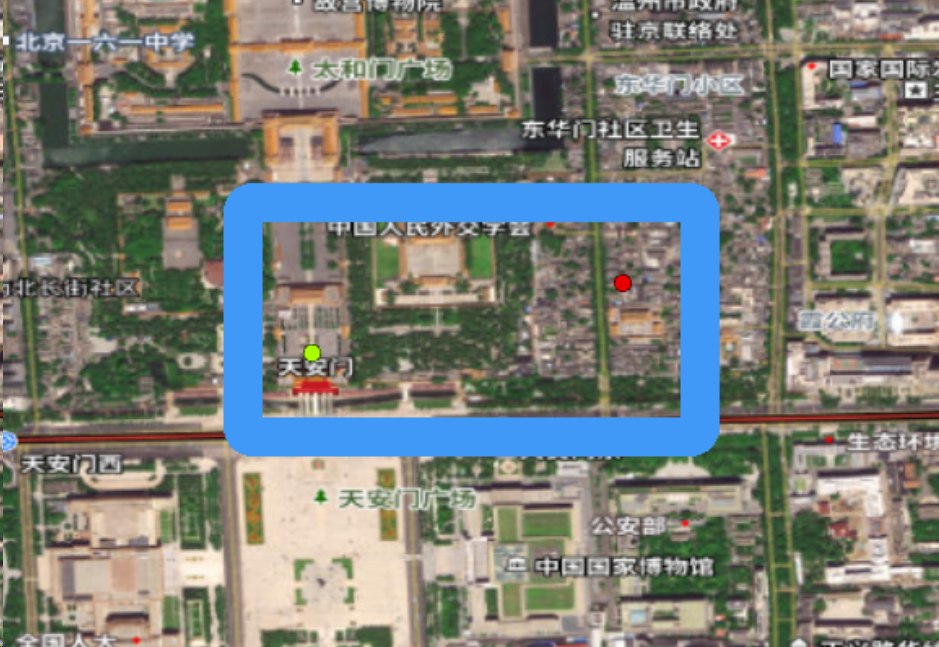 故宫博物院
温州市政府
驻京联络处
北京一六一中学
太和门广场
国家国际
东华门小区
东华门社区卫生
服务站
中国人民外交学会
北长街社区
霞公府
天安门
天安门西
生态环境
天安门广场
公安部
中国国家博物馆
全国人大